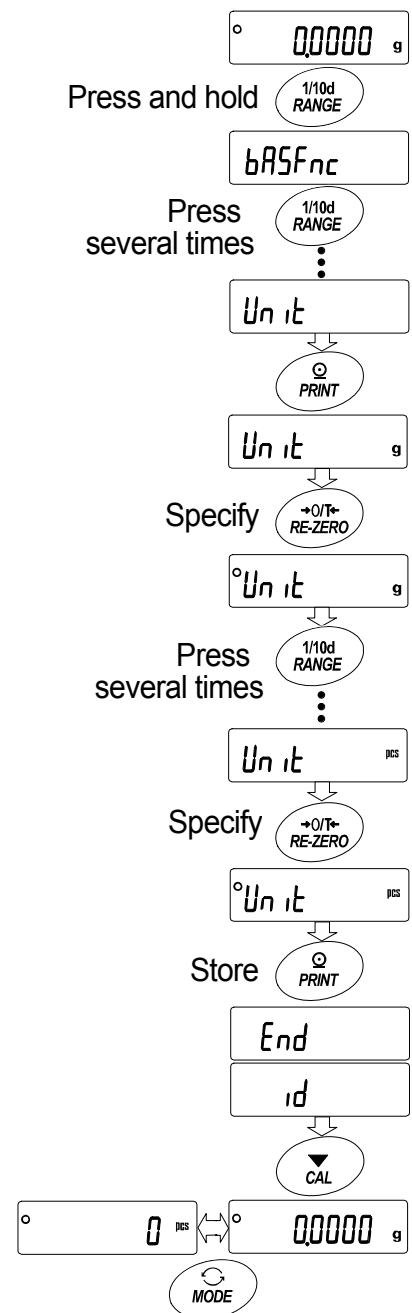 0.0000 g
Press and hold
1/10d
RANGE
bASFnc
Press
several times
1/10d
RANGE
Unit
PRINT
Unit g
Specify
→0/T←
RE-ZERO
Unit g
Press
several times
1/10d
RANGE
Unit pcs
Specify
→0/T←
RE-ZERO
Unit pcs
Store
PRINT
End
id
CAL
0 pcs
0.0000 g
MODE